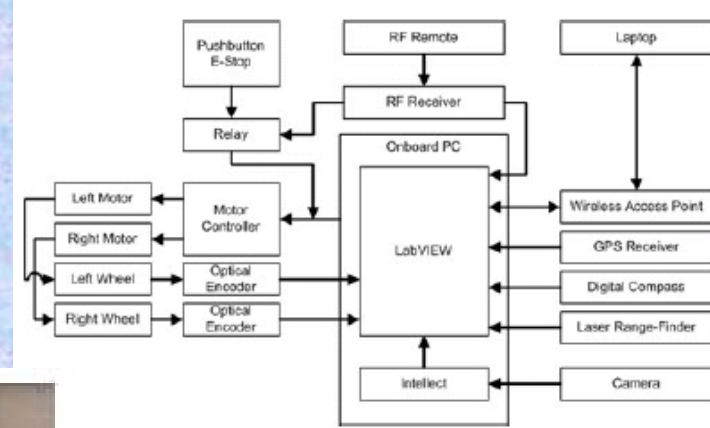 Pushbutton
E-Stop
RF Remote
Laptop
RF Receiver
Relay
Onboard PC
Left Motor
Motor
Controller
Wireless Access Point
Right Motor
LabVIEW
GPS Receiver
Left Wheel
Optical
Encoder
Digital Compass
Right Wheel
Optical
Encoder
Laser Range-Finder
Intellect
Camera